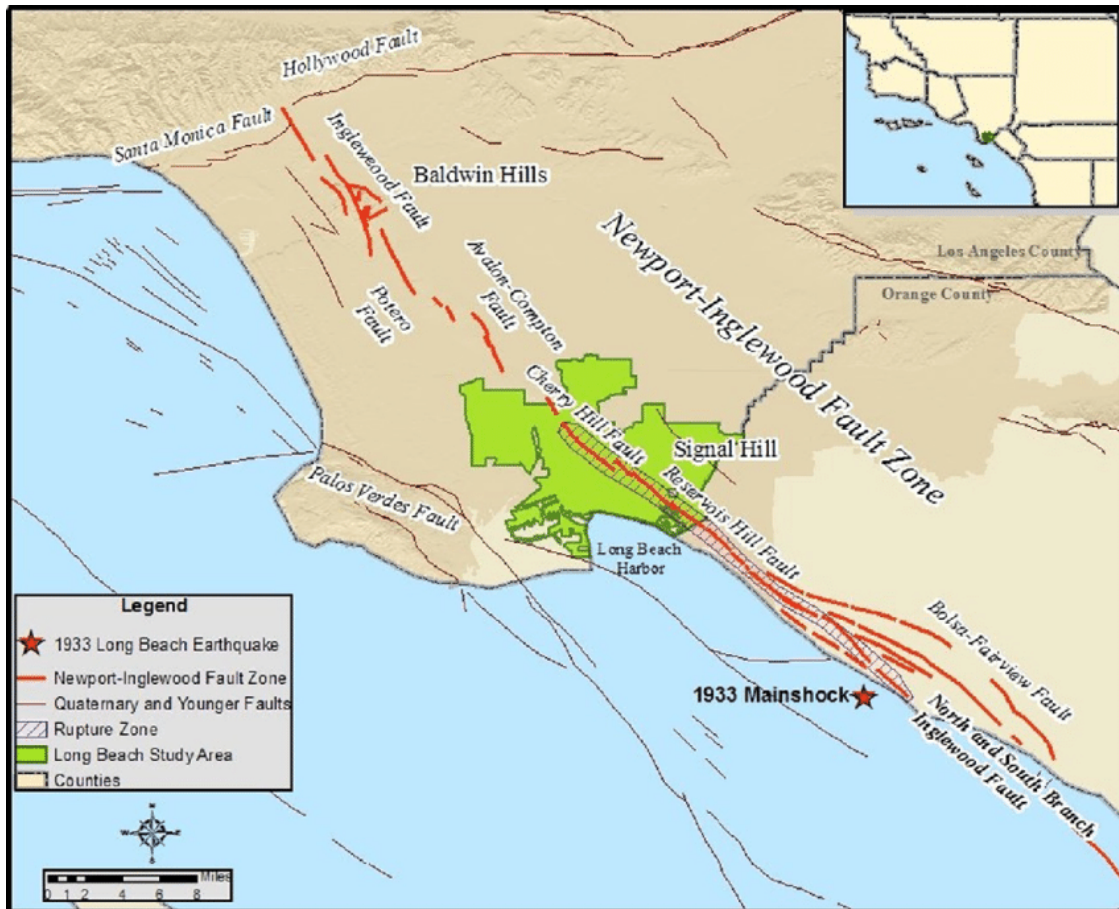 Hollywood Fault
Santa Monica Fault
Inglewood Fault
Baldwin Hills
Newport-Inglewood Fault Zone
Los Angeles County
Orange County
Avalon-Compton
Fault
Potero
Fault
Cherry Hill Fault
Signal Hill
Palos Verdes Fault
Reservois Hill Fault
Long Beach
Harbor
Bolsa-Fairview Fault
1933 Mainshock
North and South Branch
Inglewood Fault
Legend
1933 Long Beach Earthquake
Newport-Inglewood Fault Zone
Quaternary and Younger Faults
Rupture Zone
Long Beach Study Area
Counties
N
W E
S
Miles
0 1 2 4 6 8